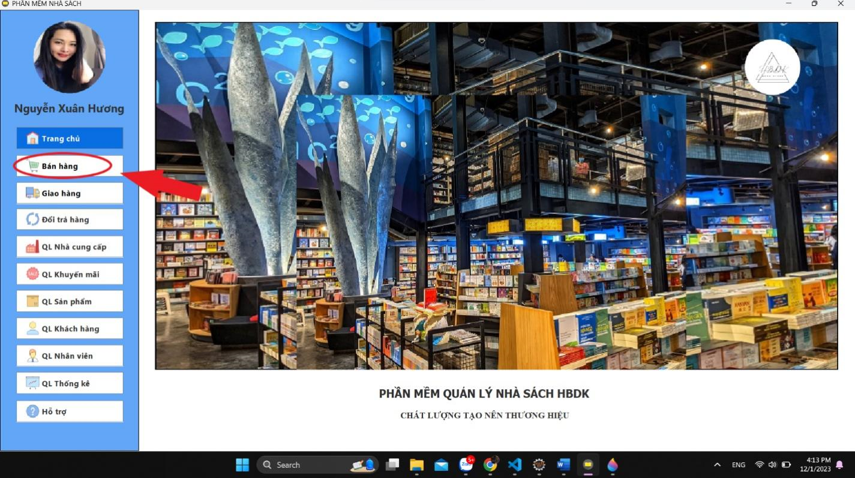 PHẦN MỀM NHÀ SÁCH
Nguyễn Xuân Hương
Trang chủ
Bán hàng
Giao hàng
Đổi trả hàng
QL Nhà cung cấp
QL Khuyến mãi
QL Sản phẩm
QL Khách hàng
QL Nhân viên
QL Thống kê
Hỗ trợ
HBDK
PHẦN MỀM QUẢN LÝ NHÀ SÁCH HBDK
CHẤT LƯỢNG TẠO NÊN THƯƠNG HIỆU
Search
ENG
4:13 PM
12/1/2023